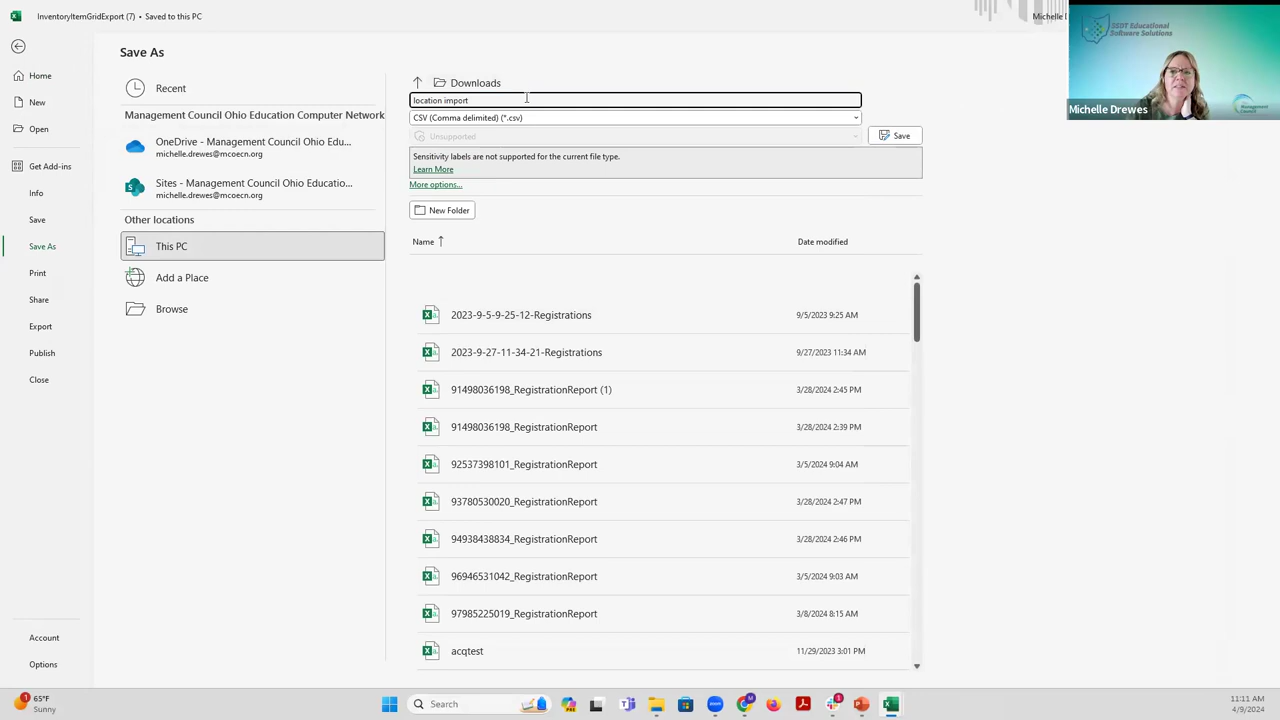 InventoryItemGridExport (7) • Saved to this PC
Michelle D
SSDT Educational
Software Solutions
Michelle Drewes
Save As
Home
New
Open
Get Add-ins
Info
Save
Save As
Print
Share
Export
Publish
Close
Account
Options
Recent
Management Council Ohio Education Computer Network
OneDrive - Management Council Ohio Edu...
michelle.drewes@mcoecn.org
Sites - Management Council Ohio Educatio...
michelle.drewes@mcoecn.org
Other locations
This PC
Add a Place
Browse
Downloads
location import
CSV (Comma delimited) (*.csv)
Unsupported
Save
Sensitivity labels are not supported for the current file type.
Learn More
More options...
New Folder
Name Date modified
2023-9-5-9-25-12-Registrations 9/5/2023 9:25 AM
2023-9-27-11-34-21-Registrations 9/27/2023 11:34 AM
91498036198_RegistrationReport (1) 3/28/2024 2:45 PM
91498036198_RegistrationReport 3/28/2024 2:39 PM
92537398101_RegistrationReport 3/5/2024 9:04 AM
93780530020_RegistrationReport 3/28/2024 2:47 PM
94938438834_RegistrationReport 3/28/2024 2:46 PM
96946531042_RegistrationReport 3/5/2024 9:03 AM
97985225019_RegistrationReport 3/8/2024 8:15 AM
acqtest 11/29/2023 3:01 PM
1
65°F
Sunny
Search
zoom
11:11 AM
4/9/2024